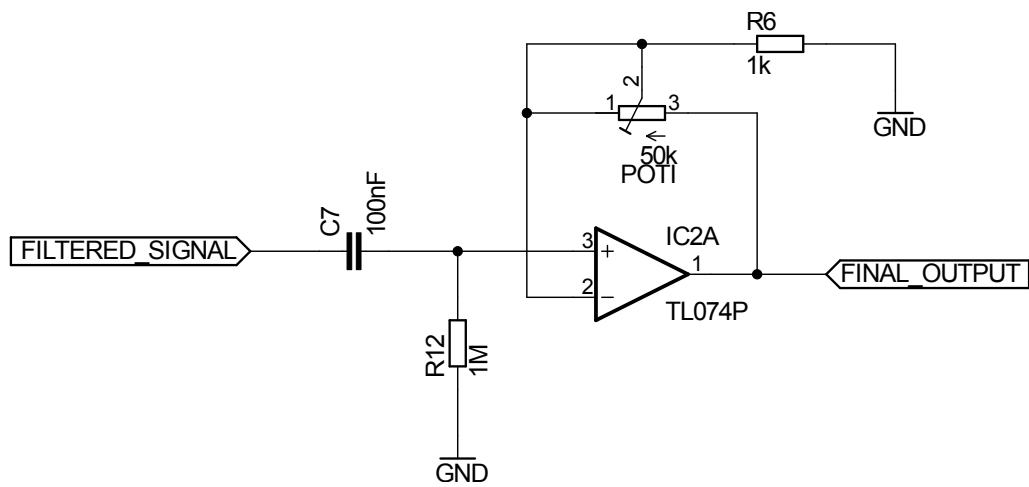 R6
1k
2
1
3
GND
50k
POTI
C7
100nF
FILTERED_SIGNAL
3
IC2A
+
1
FINAL_OUTPUT
2
−
TL074P
R12
1M
GND